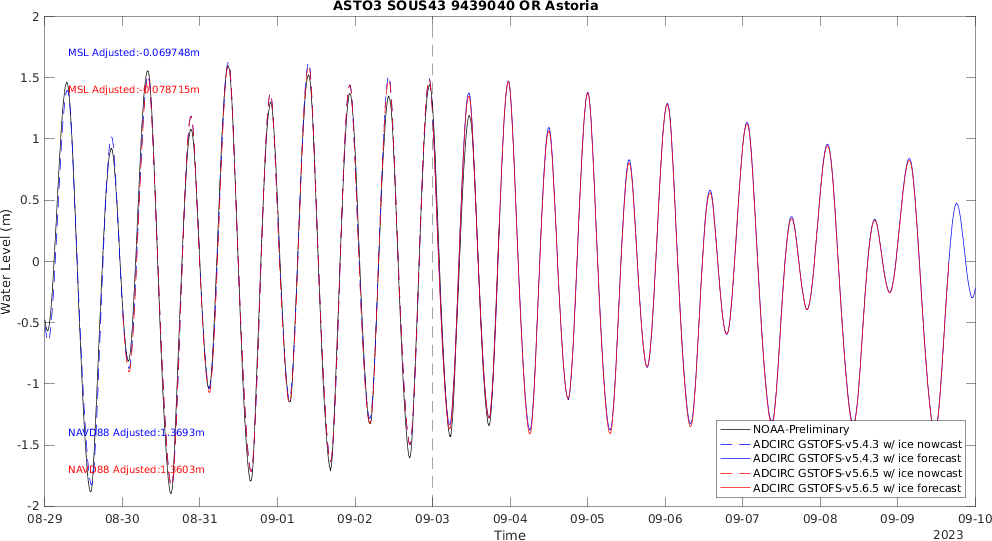 ASTO3 SOUS43 9439040 OR Astoria
MSL Adjusted:-0.069748m
MSL Adjusted:-0.078715m
NAVD88 Adjusted:1.3693m
NAVD88 Adjusted:1.3603m
Water Level (m)
2
1.5
1
0.5
0
-0.5
-1
-1.5
-2
NOAA-Preliminary
ADCIRC GSTOFS-v5.4.3 w/ ice nowcast
ADCIRC GSTOFS-v5.4.3 w/ ice forecast
ADCIRC GSTOFS-v5.6.5 w/ ice nowcast
ADCIRC GSTOFS-v5.6.5 w/ ice forecast
08-29 08-30 08-31 09-01 09-02 09-03 09-04 09-05 09-06 09-07 09-08 09-09 09-10
Time
2023